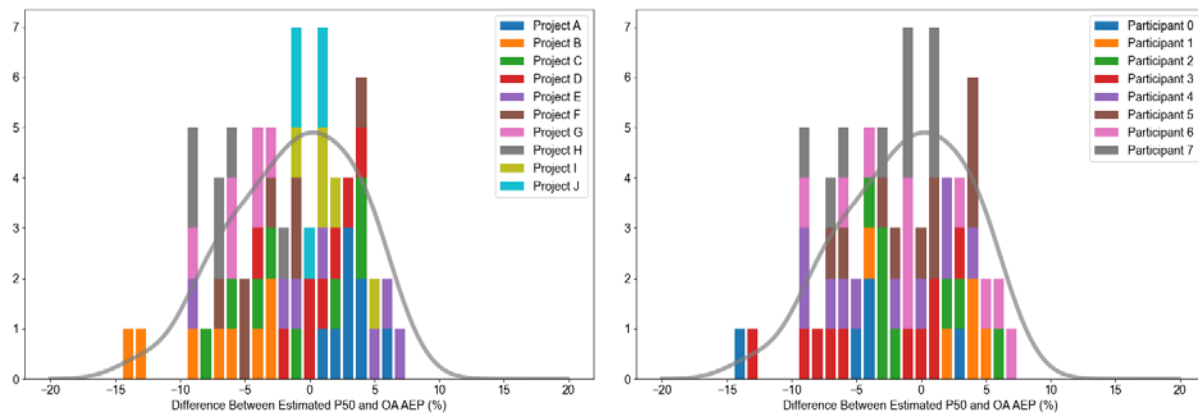 7
6
5
4
3
2
1
0
Project A
Project B
Project C
Project D
Project E
Project F
Project G
Project H
Project I
Project J
−20 −15 −10 −5 0 5 10 15 20
Difference Between Estimated P50 and OA AEP (%)
7
6
5
4
3
2
1
0
Participant 0
Participant 1
Participant 2
Participant 3
Participant 4
Participant 5
Participant 6
Participant 7
−20 −15 −10 −5 0 5 10 15 20
Difference Between Estimated P50 and OA AEP (%)